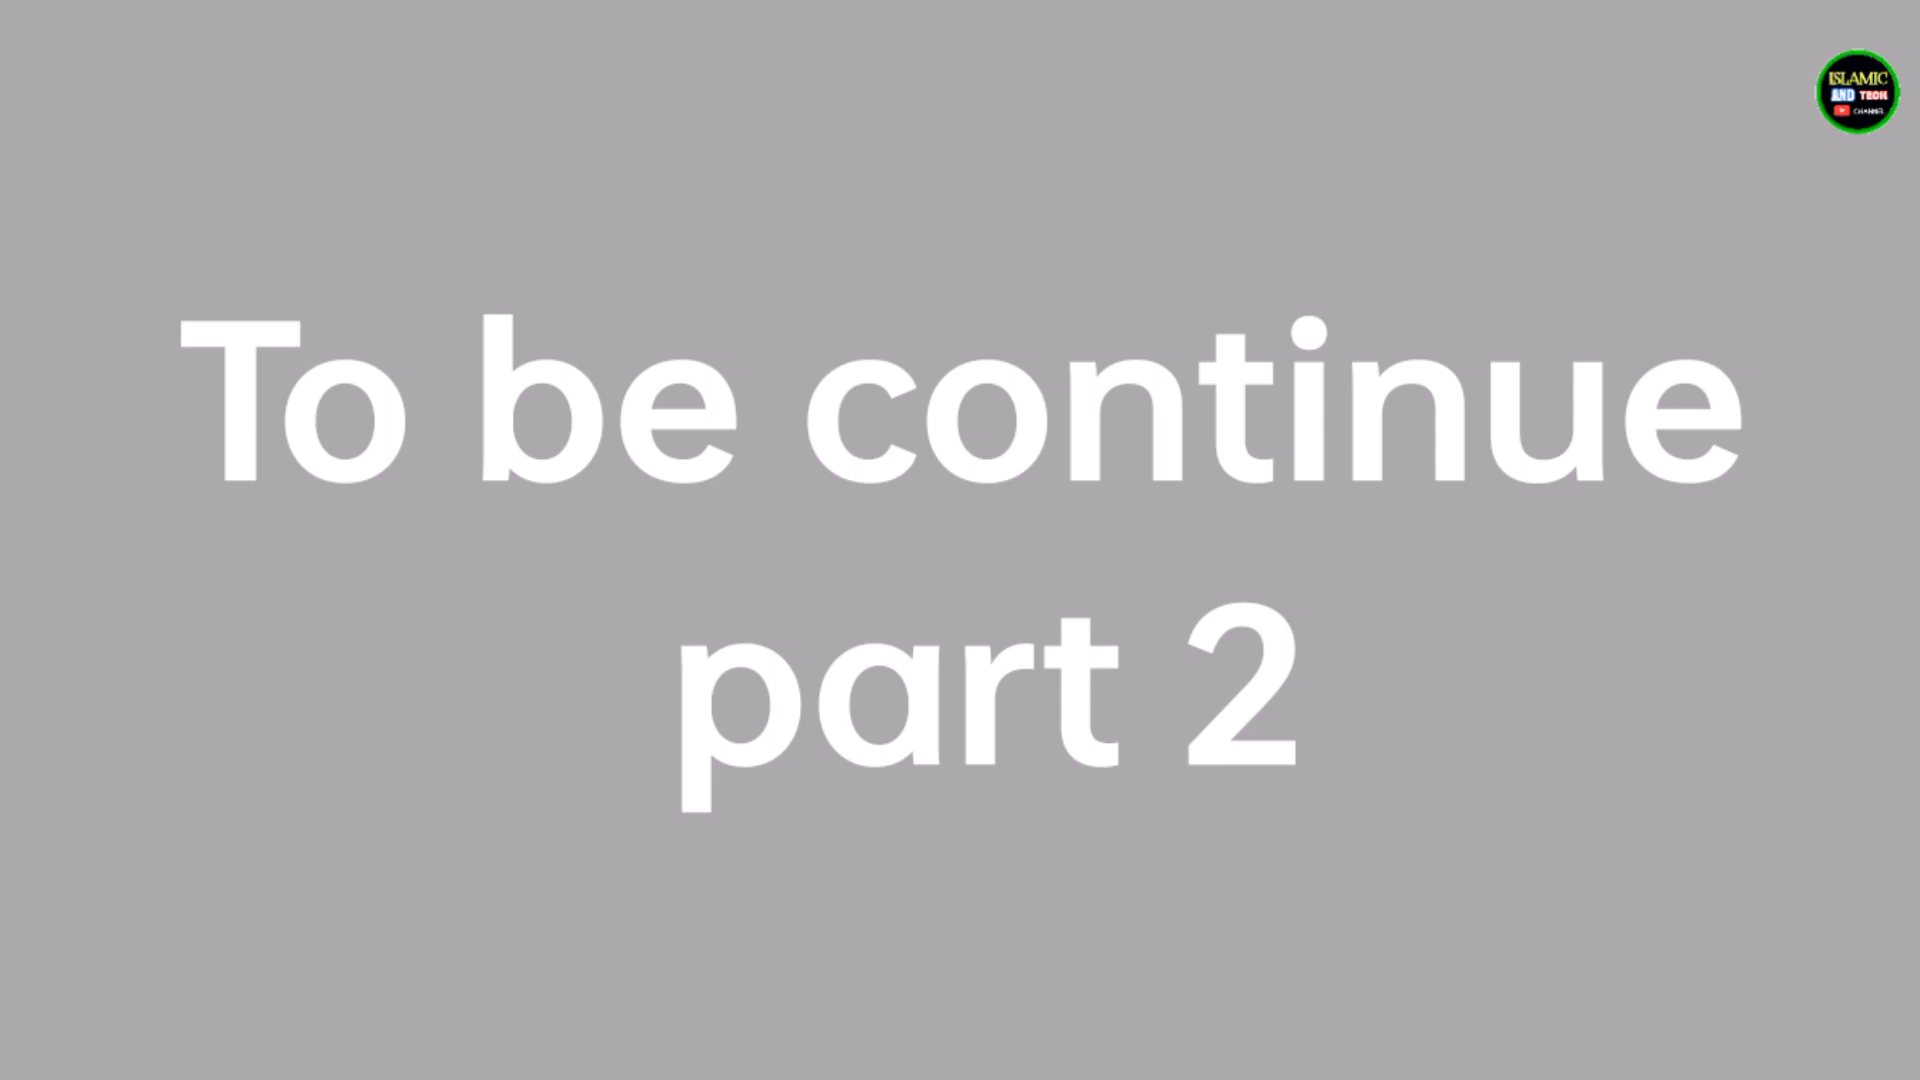 ISLAMIC
AND TECH
CHANNEL
To be continue
part 2